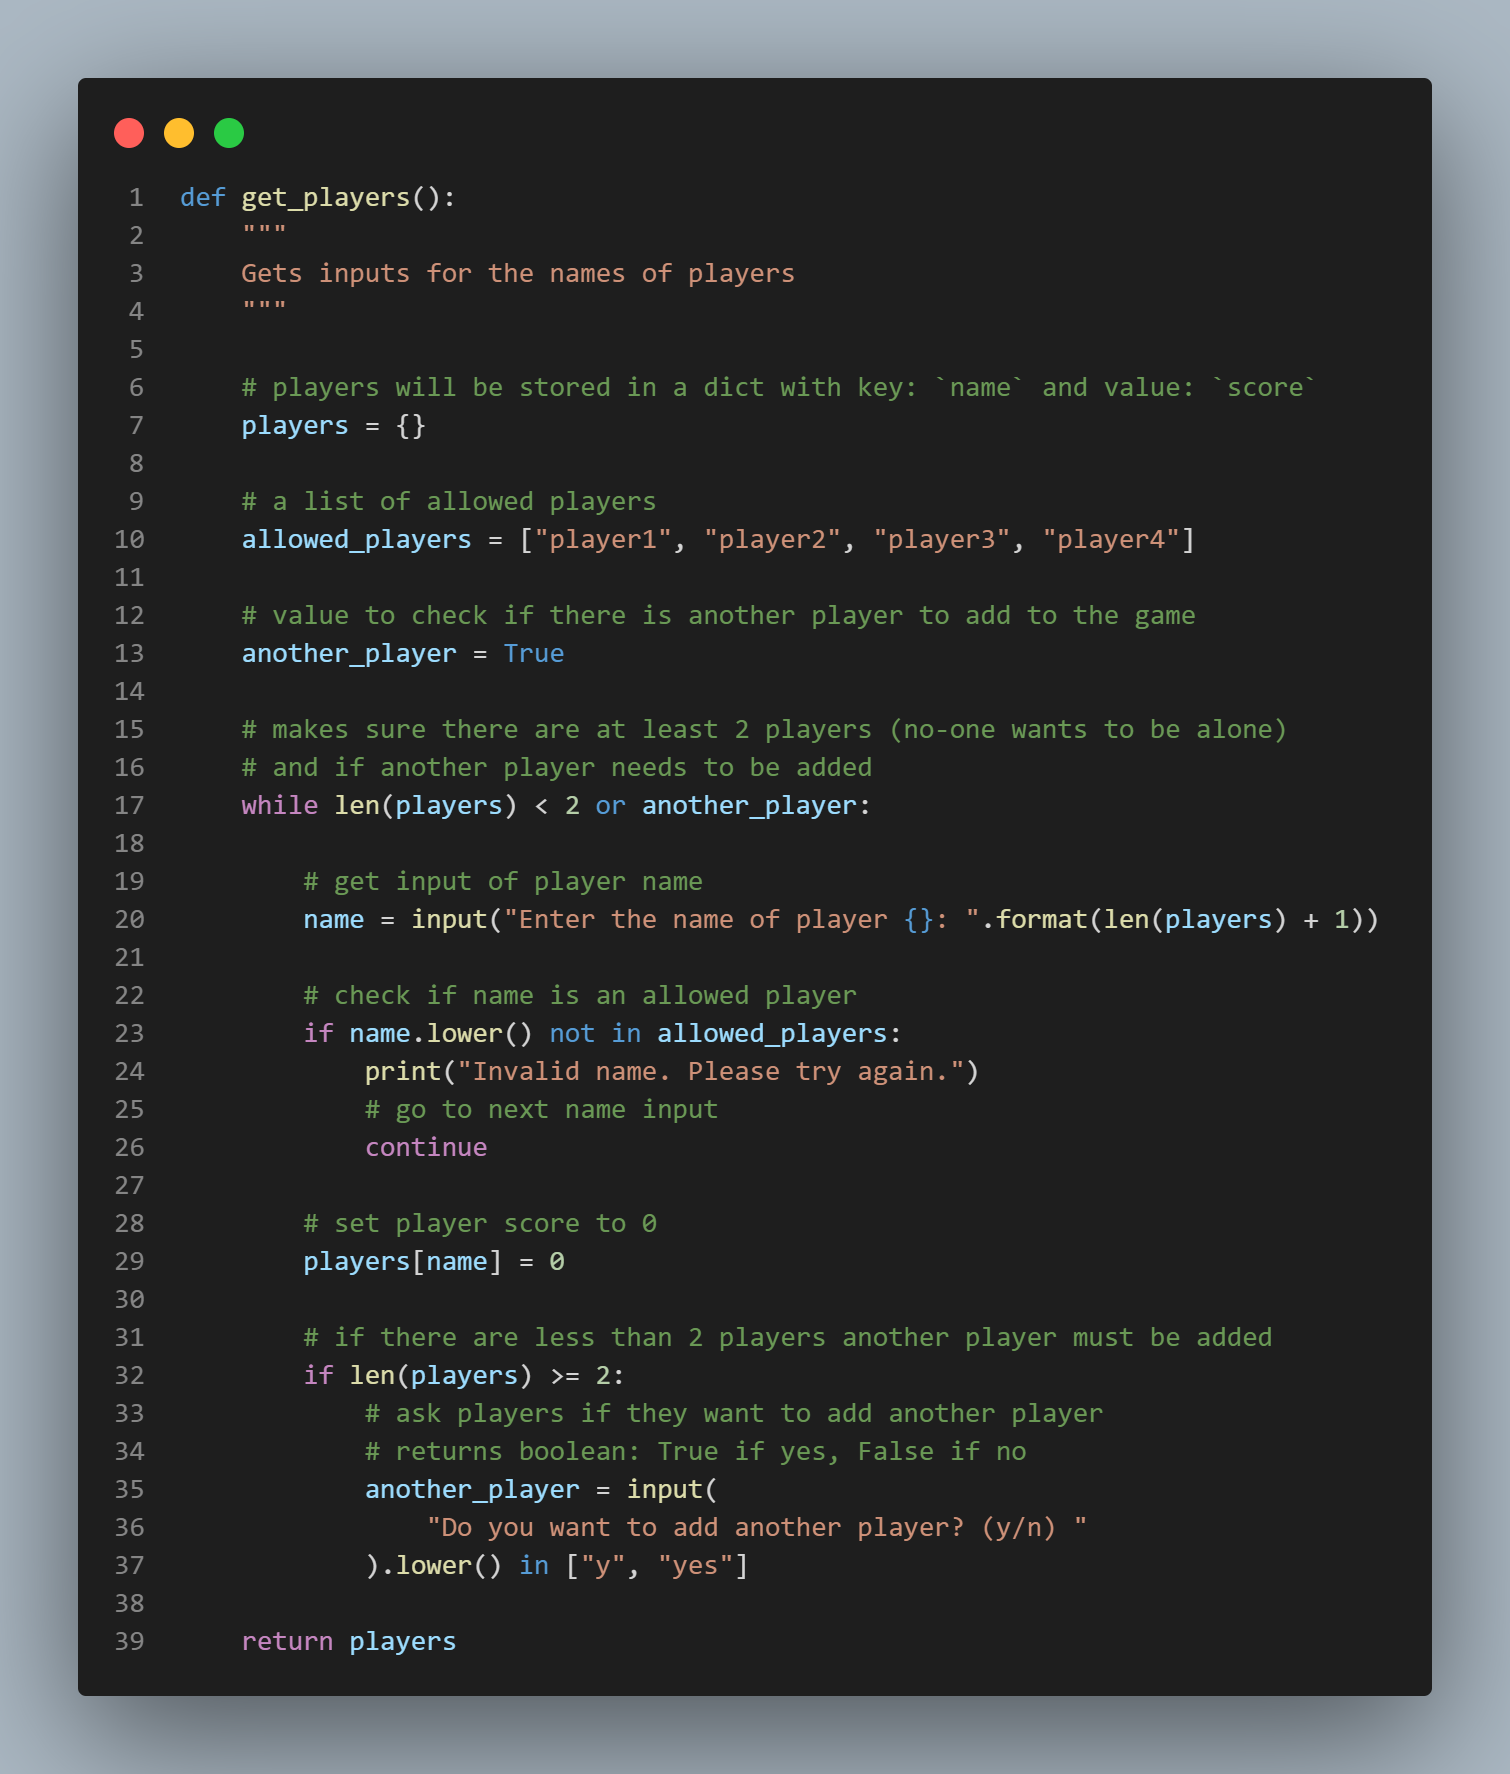 1 def get_players():
2     """
3     Gets inputs for the names of players
4     """
5
6     # players will be stored in a dict with key: `name` and value: `score`
7     players = {}
8
9     # a list of allowed players
10     allowed_players = ["player1", "player2", "player3", "player4"]
11
12     # value to check if there is another player to add to the game
13     another_player = True
14
15     # makes sure there are at least 2 players (no-one wants to be alone)
16     # and if another player needs to be added
17     while len(players) < 2 or another_player:
18
19         # get input of player name
20         name = input("Enter the name of player {}: ".format(len(players) + 1))
21
22         # check if name is an allowed player
23         if name.lower() not in allowed_players:
24             print("Invalid name. Please try again.")
25             # go to next name input
26             continue
27
28         # set player score to 0
29         players[name] = 0
30
31         # if there are less than 2 players another player must be added
32         if len(players) >= 2:
33             # ask players if they want to add another player
34             # returns boolean: True if yes, False if no
35             another_player = input(
36                 "Do you want to add another player? (y/n) "
37             ).lower() in ["y", "yes"]
38
39     return players